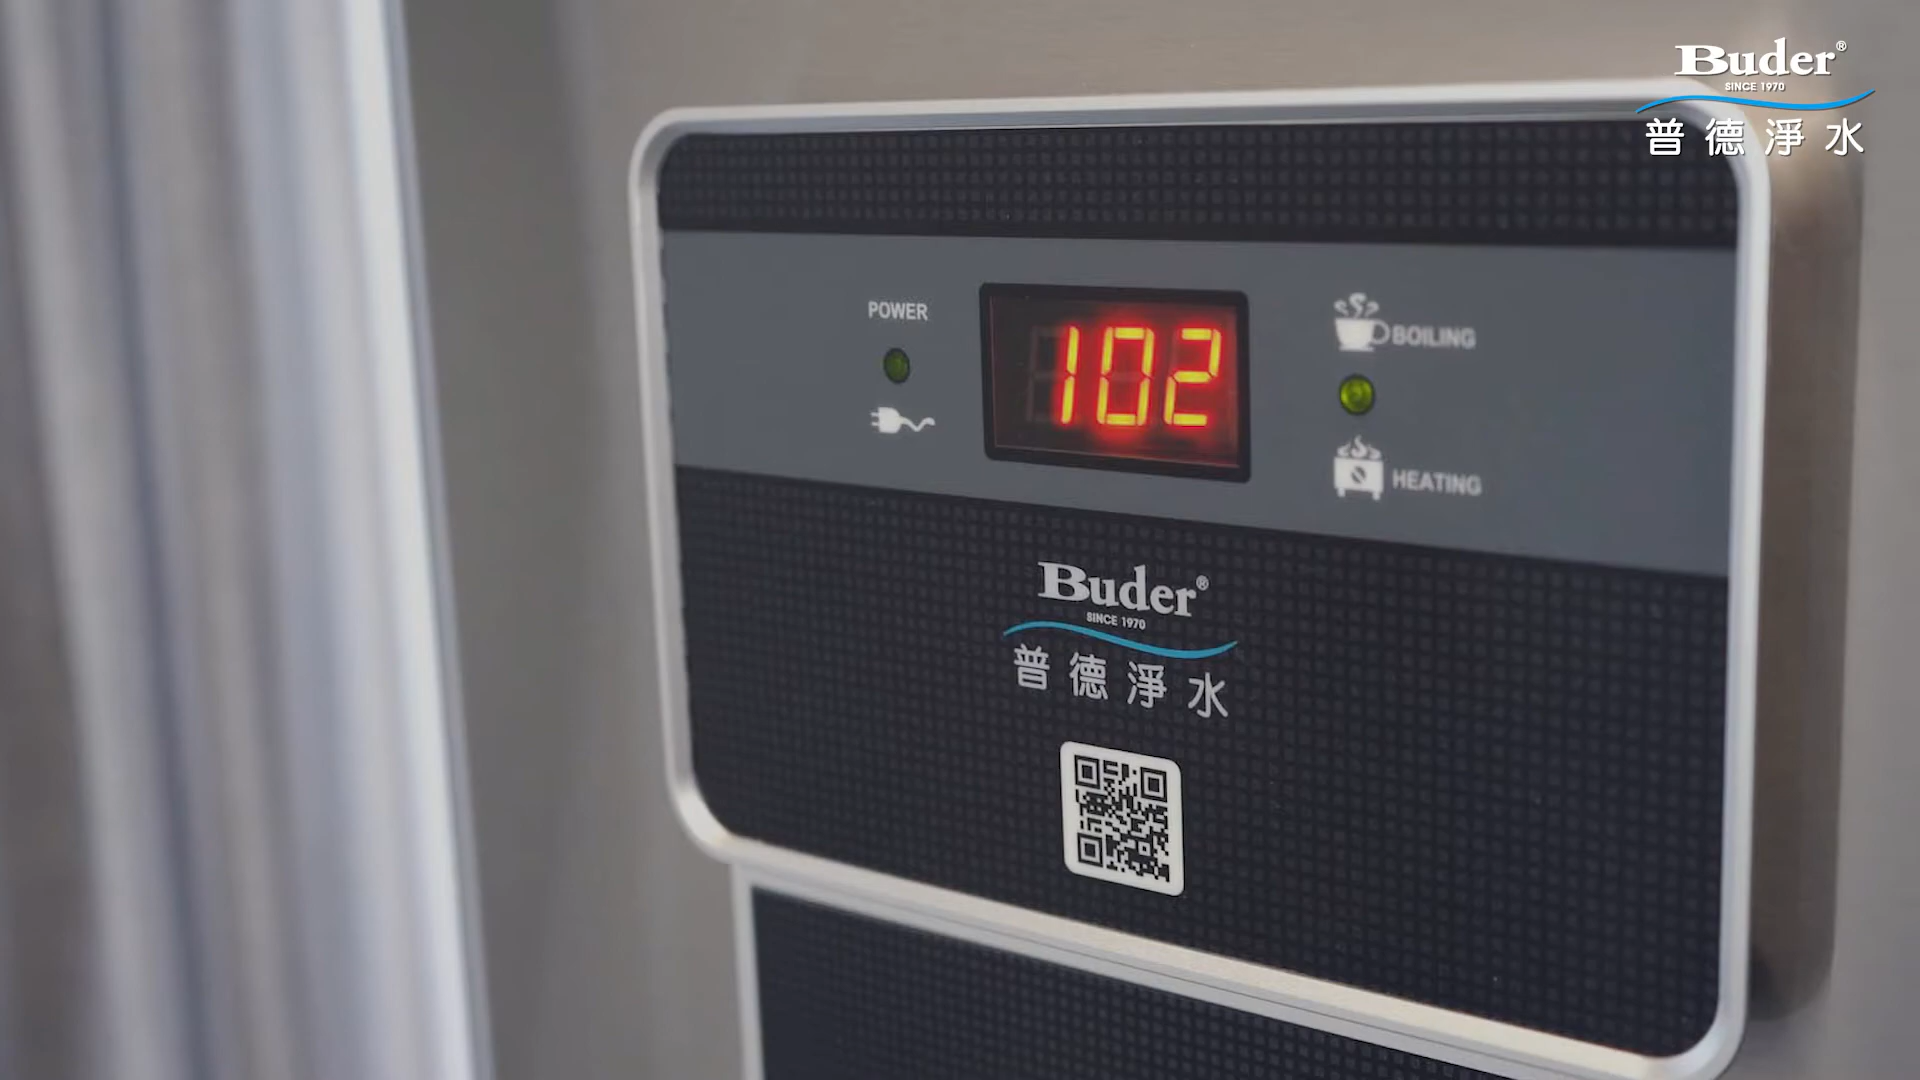 Buder®
SINCE 1970
普德淨水
POWER
102
BOILING
HEATING
Buder®
SINCE 1970
普德淨水